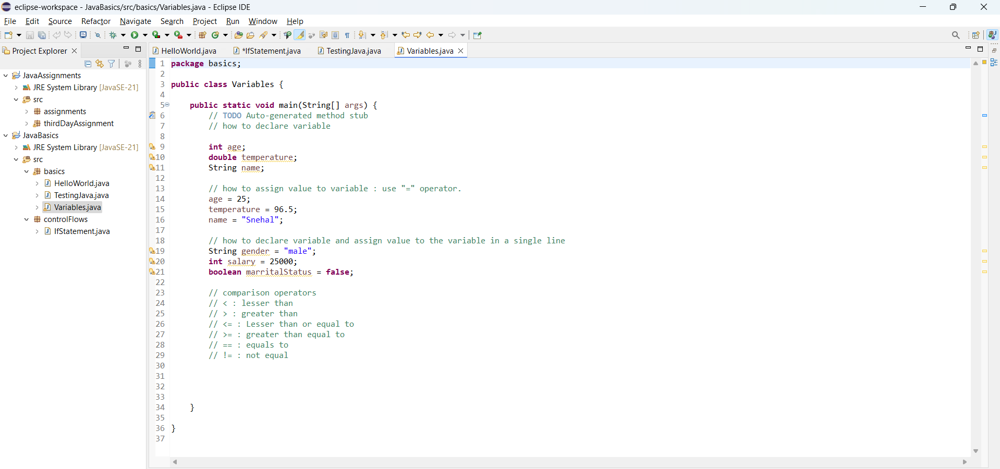 eclipse-workspace - JavaBasics/src/basics/Variables.java - Eclipse IDE
File Edit Source Refactor Navigate Search Project Run Window Help
Project Explorer
HelloWorld.java *IfStatement.java TestingJava.java Variables.java
JavaAssignments
JRE System Library [JavaSE-21]
src
assignments
thirdDayAssignment
JavaBasics
JRE System Library [JavaSE-21]
src
basics
HelloWorld.java
TestingJava.java
Variables.java
controlFlows
IfStatement.java
1 package basics;
2
3 public class Variables {
4
5 public static void main(String[] args) {
6 // TODO Auto-generated method stub
7 // how to declare variable
8
9 int age;
10 double temperature;
11 String name;
12
13 // how to assign value to variable : use "=" operator.
14 age = 25;
15 temperature = 96.5;
16 name = "Snehal";
17
18 // how to declare variable and assign value to the variable in a single line
19 String gender = "male";
20 int salary = 25000;
21 boolean marritalStatus = false;
22
23 // comparison operators
24 // < : lesser than
25 // > : greater than
26 // <= : Lesser than or equal to
27 // >= : greater than equal to
28 // == : equals to
29 // != : not equal
30
31
32
33
34 }
35
36 }
37